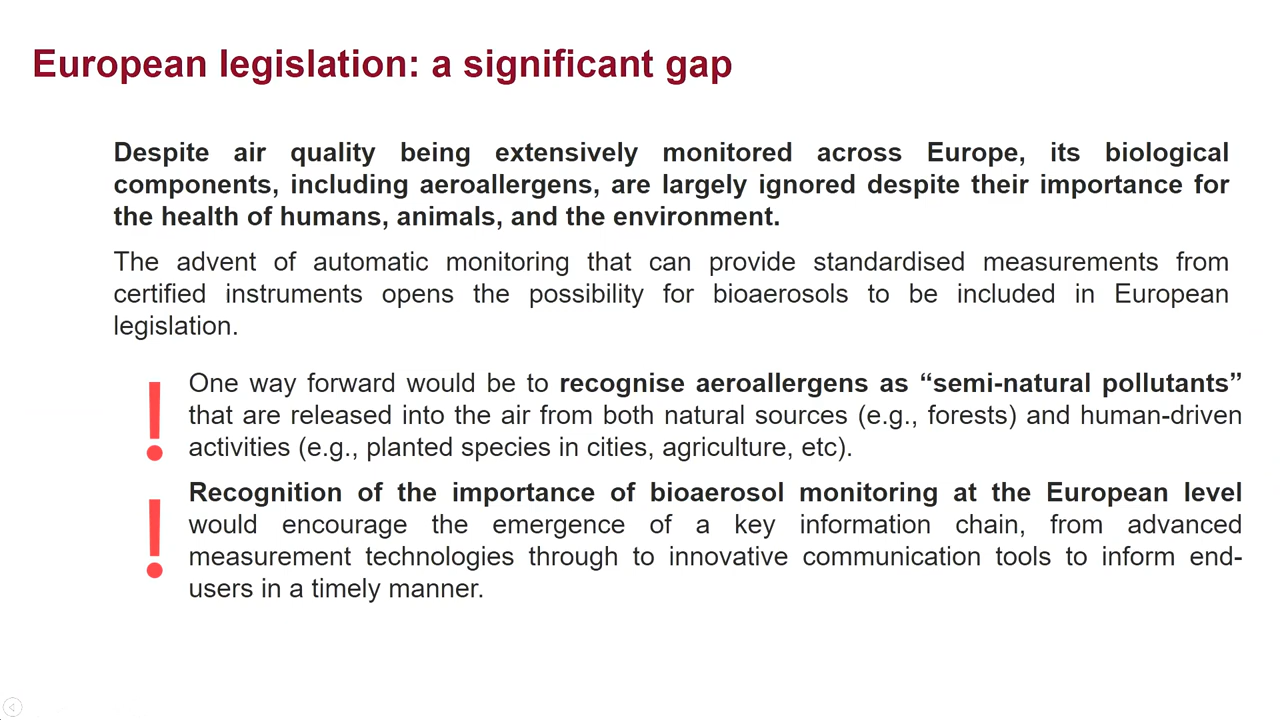 European legislation: a significant gap
Despite air quality being extensively monitored across Europe, its biological
components, including aeroallergens, are largely ignored despite their importance for
the health of humans, animals, and the environment.
The advent of automatic monitoring that can provide standardised measurements from
certified instruments opens the possibility for bioaerosols to be included in European
legislation.
! One way forward would be to recognise aeroallergens as “semi-natural pollutants”
that are released into the air from both natural sources (e.g., forests) and human-driven
activities (e.g., planted species in cities, agriculture, etc).
! Recognition of the importance of bioaerosol monitoring at the European level
would encourage the emergence of a key information chain, from advanced
measurement technologies through to innovative communication tools to inform end-
users in a timely manner.